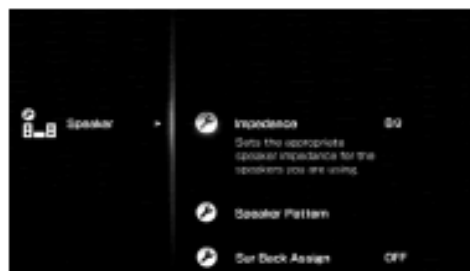 Speaker
Impedance 8Ω
Sets the appropriate
speaker impedance for the
speakers you are using.
Speaker Pattern
Sur Back Assign OFF